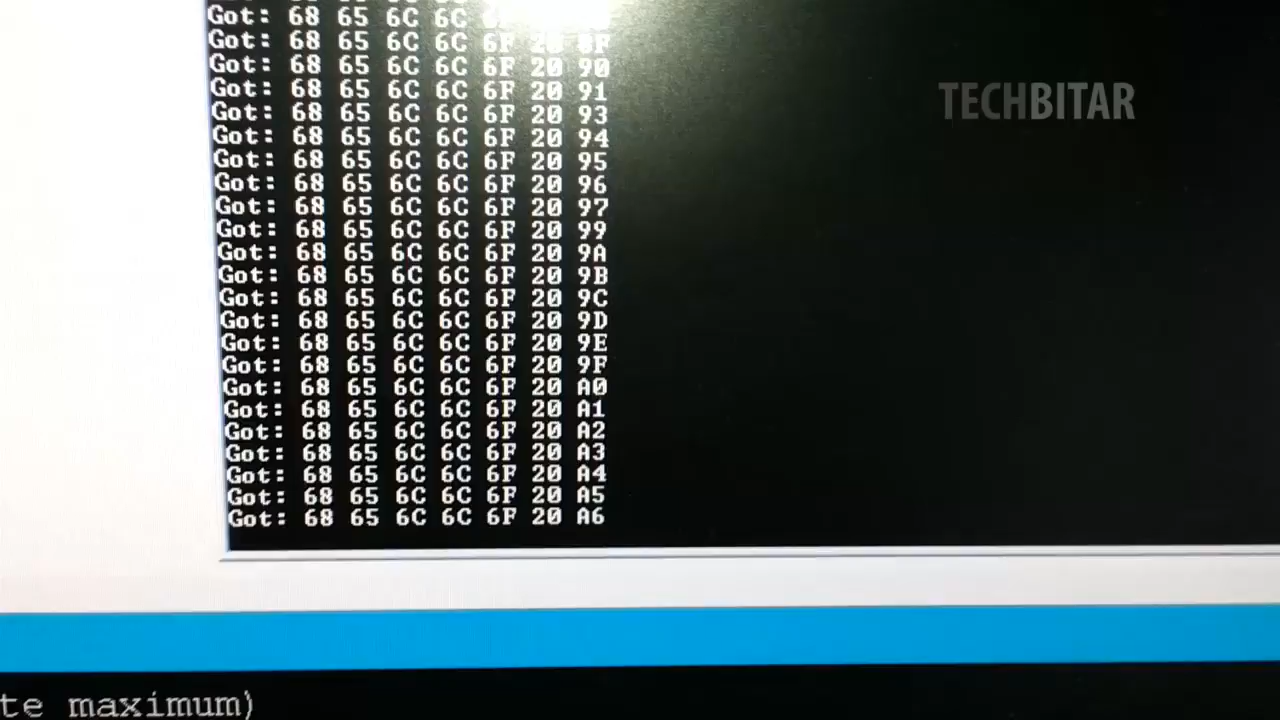 Got: 68 65 6C 6C
Got: 68 65 6C 6C 6F 20 8F
Got: 68 65 6C 6C 6F 20 90
Got: 68 65 6C 6C 6F 20 91
Got: 68 65 6C 6C 6F 20 93
Got: 68 65 6C 6C 6F 20 94
Got: 68 65 6C 6C 6F 20 95
Got: 68 65 6C 6C 6F 20 96
Got: 68 65 6C 6C 6F 20 97
Got: 68 65 6C 6C 6F 20 99
Got: 68 65 6C 6C 6F 20 9A
Got: 68 65 6C 6C 6F 20 9B
Got: 68 65 6C 6C 6F 20 9C
Got: 68 65 6C 6C 6F 20 9D
Got: 68 65 6C 6C 6F 20 9E
Got: 68 65 6C 6C 6F 20 9F
Got: 68 65 6C 6C 6F 20 A0
Got: 68 65 6C 6C 6F 20 A1
Got: 68 65 6C 6C 6F 20 A2
Got: 68 65 6C 6C 6F 20 A3
Got: 68 65 6C 6C 6F 20 A4
Got: 68 65 6C 6C 6F 20 A5
Got: 68 65 6C 6C 6F 20 A6
TECHBITAR
te maximum)